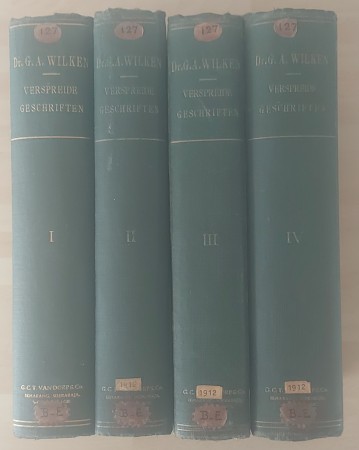 127
Dr. G. A. WILKEN
VERSPREIDE
GESCHRIFTEN
I
G.C.T. VAN DORP & Co.
B.E.
127
Dr. G. A. WILKEN
VERSPREIDE
GESCHRIFTEN
II
1912
B.E.
127
Dr. G. A. WILKEN
VERSPREIDE
GESCHRIFTEN
III
1912
B.E.
127
Dr. G. A. WILKEN
VERSPREIDE
GESCHRIFTEN
IV
1912
B.E.